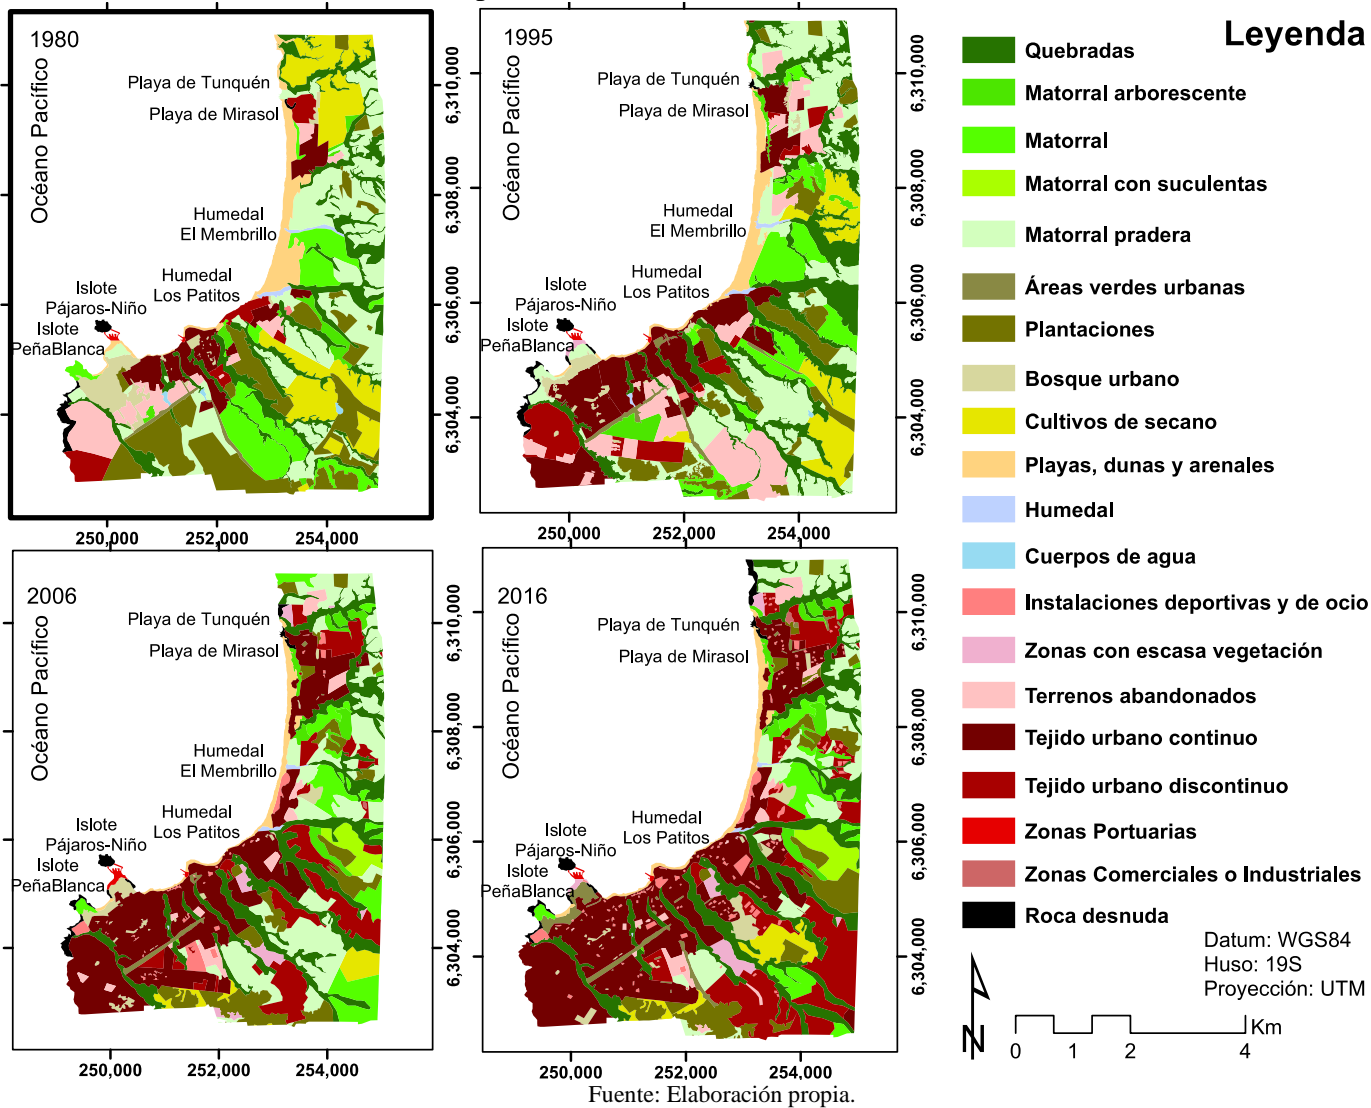 1980
Océano Pacífico
Playa de Tunquén
Playa de Mirasol
Humedal
El Membrillo
Humedal
Los Patitos
Islote
Pájaros-Niño
Islote
PeñaBlanca
6,310,000
6,308,000
6,306,000
6,304,000
250,000
252,000
254,000
1995
Océano Pacífico
Playa de Tunquén
Playa de Mirasol
Humedal
El Membrillo
Humedal
Los Patitos
Islote
Pájaros-Niño
Islote
PeñaBlanca
6,310,000
6,308,000
6,306,000
6,304,000
250,000
252,000
254,000
2006
Océano Pacífico
Playa de Tunquén
Playa de Mirasol
Humedal
El Membrillo
Humedal
Los Patitos
Islote
Pájaros-Niño
Islote
PeñaBlanca
6,310,000
6,308,000
6,306,000
6,304,000
250,000
252,000
254,000
2016
Océano Pacífico
Playa de Tunquén
Playa de Mirasol
Humedal
El Membrillo
Humedal
Los Patitos
Islote
Pájaros-Niño
Islote
PeñaBlanca
6,310,000
6,308,000
6,306,000
6,304,000
250,000
252,000
254,000
Leyenda
Quebradas
Matorral arborescente
Matorral
Matorral con suculentas
Matorral pradera
Áreas verdes urbanas
Plantaciones
Bosque urbano
Cultivos de secano
Playas, dunas y arenales
Humedal
Cuerpos de agua
Instalaciones deportivas y de ocio
Zonas con escasa vegetación
Terrenos abandonados
Tejido urbano continuo
Tejido urbano discontinuo
Zonas Portuarias
Zonas Comerciales o Industriales
Roca desnuda
Datum: WGS84
Huso: 19S
Proyección: UTM
N
Km
0 1 2 4
Fuente: Elaboración propia.